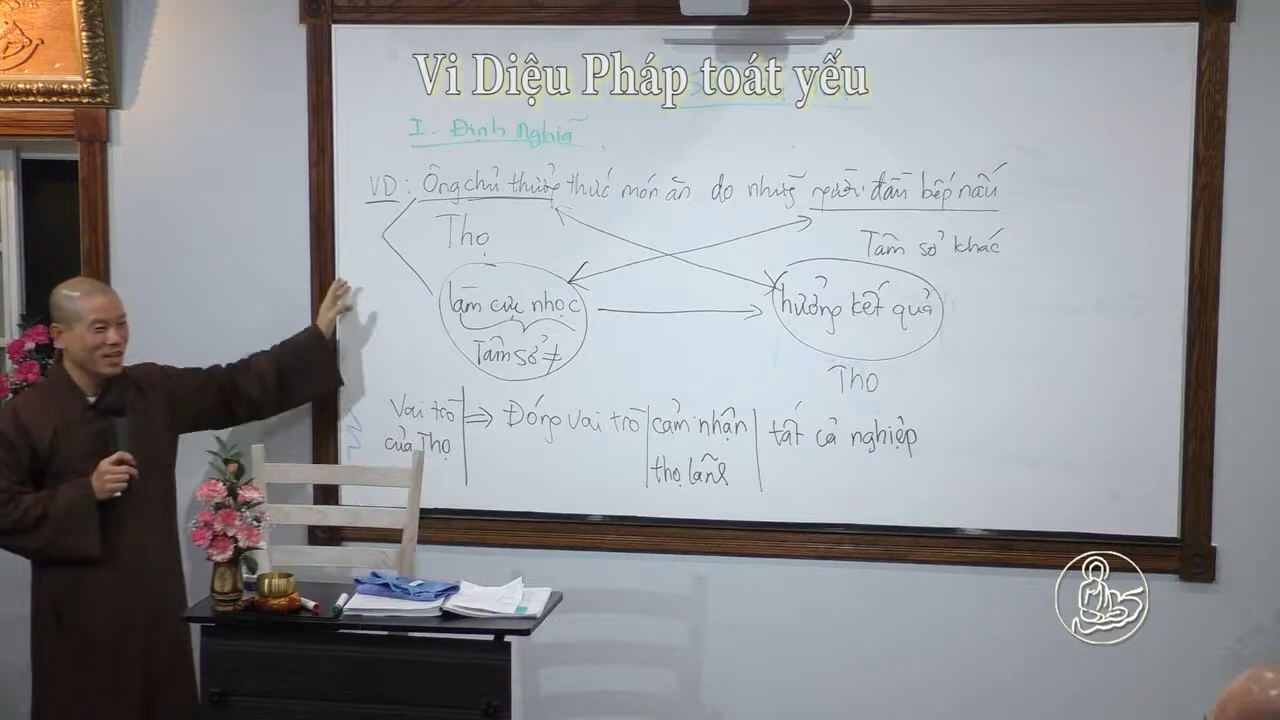 Vi Diệu Pháp toát yếu
I. Định Nghĩa
VD: Ông chủ thưởng thức món ăn do những người đầu bếp nấu
Thọ
Tâm sở khác
làm cực nhọc
Tâm sở ≠
hưởng kết quả
Thọ
Vai trò của Thọ
=> Đóng vai trò
cảm nhận
thọ lãnh
tất cả nghiệp